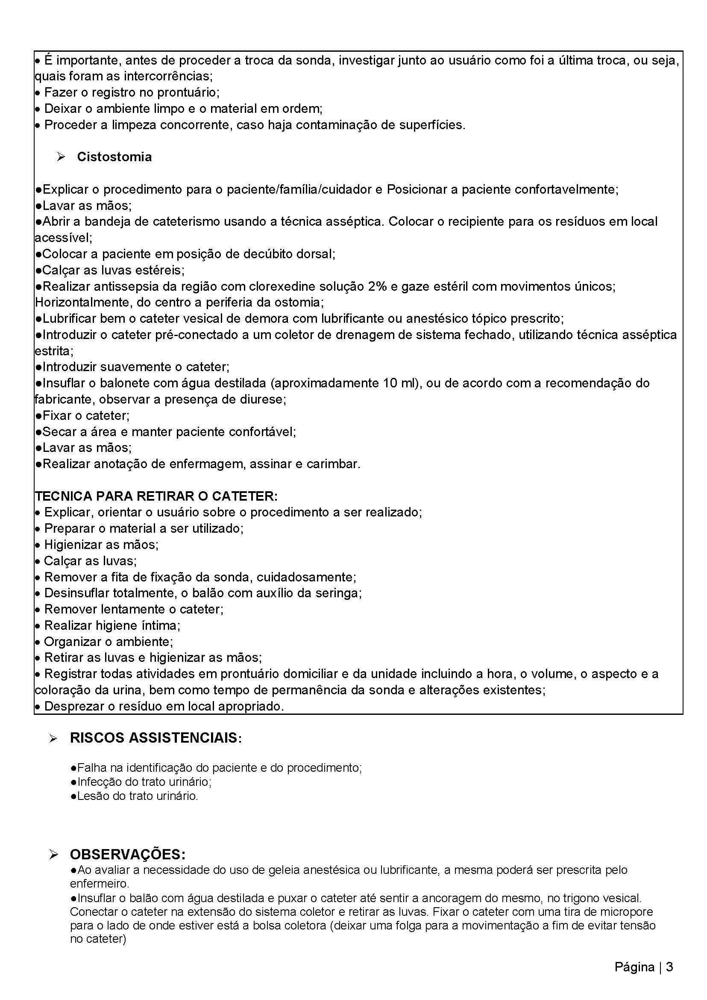 • É importante, antes de proceder a troca da sonda, investigar junto ao usuário como foi a última troca, ou seja,
quais foram as intercorrências;
• Fazer o registro no prontuário;
• Deixar o ambiente limpo e o material em ordem;
• Proceder a limpeza concorrente, caso haja contaminação de superfícies.
➢ Cistostomia
●Explicar o procedimento para o paciente/família/cuidador e Posicionar a paciente confortavelmente;
●Lavar as mãos;
●Abrir a bandeja de cateterismo usando a técnica asséptica. Colocar o recipiente para os resíduos em local
acessível;
●Colocar a paciente em posição de decúbito dorsal;
●Calçar as luvas estéreis;
●Realizar antissepsia da região com clorexedine solução 2% e gaze estéril com movimentos únicos;
Horizontalmente, do centro a periferia da ostomia;
●Lubrificar bem o cateter vesical de demora com lubrificante ou anestésico tópico prescrito;
●Introduzir o cateter pré-conectado a um coletor de drenagem de sistema fechado, utilizando técnica asséptica
estrita;
●Introduzir suavemente o cateter;
●Insuflar o balonete com água destilada (aproximadamente 10 ml), ou de acordo com a recomendação do
fabricante, observar a presença de diurese;
●Fixar o cateter;
●Secar a área e manter paciente confortável;
●Lavar as mãos;
●Realizar anotação de enfermagem, assinar e carimbar.
TECNICA PARA RETIRAR O CATETER:
• Explicar, orientar o usuário sobre o procedimento a ser realizado;
• Preparar o material a ser utilizado;
• Higienizar as mãos;
• Calçar as luvas;
• Remover a fita de fixação da sonda, cuidadosamente;
• Desinsuflar totalmente, o balão com auxílio da seringa;
• Remover lentamente o cateter;
• Realizar higiene íntima;
• Organizar o ambiente;
• Retirar as luvas e higienizar as mãos;
• Registrar todas atividades em prontuário domiciliar e da unidade incluindo a hora, o volume, o aspecto e a
coloração da urina, bem como tempo de permanência da sonda e alterações existentes;
• Desprezar o resíduo em local apropriado.
➢ RISCOS ASSISTENCIAIS:
●Falha na identificação do paciente e do procedimento;
●Infecção do trato urinário;
●Lesão do trato urinário.
➢ OBSERVAÇÕES:
●Ao avaliar a necessidade do uso de geleia anestésica ou lubrificante, a mesma poderá ser prescrita pelo
enfermeiro.
●Insuflar o balão com água destilada e puxar o cateter até sentir a ancoragem do mesmo, no trigono vesical.
Conectar o cateter na extensão do sistema coletor e retirar as luvas. Fixar o cateter com uma tira de micropore
para o lado de onde estiver está a bolsa coletora (deixar uma folga para a movimentação a fim de evitar tensão
no cateter)
Página | 3